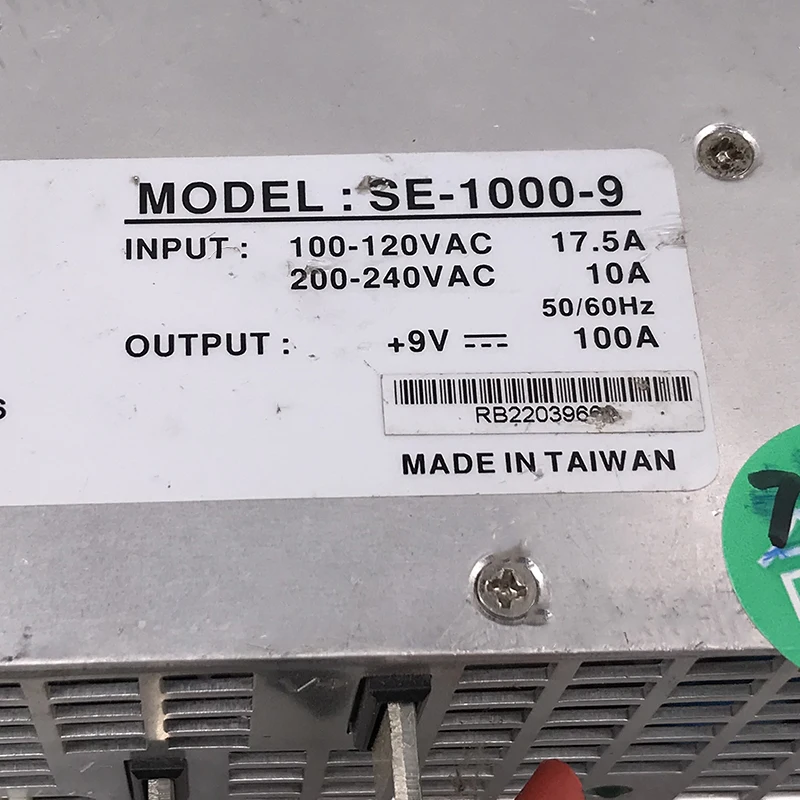 MODEL : SE-1000-9
INPUT : 100-120VAC 17.5A
200-240VAC 10A
50/60Hz
OUTPUT : +9V ⎓ 100A
MADE IN TAIWAN